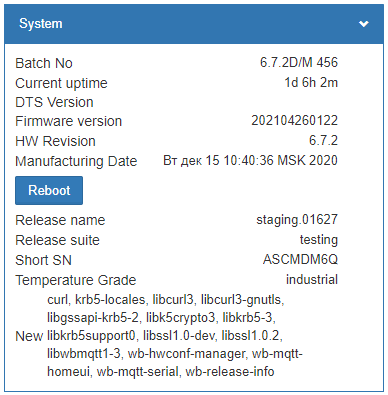 System
Batch No 6.7.2D/M 456
Current uptime 1d 6h 2m
DTS Version
Firmware version 202104260122
HW Revision 6.7.2
Manufacturing Date Вт дек 15 10:40:36 MSK 2020
Reboot
Release name staging.01627
Release suite testing
Short SN ASCMDM6Q
Temperature Grade industrial
curl, krb5-locales, libcurl3, libcurl3-gnutls,
libgssapi-krb5-2, libk5crypto3, libkrb5-3,
New libkrb5support0, libssl1.0-dev, libssl1.0.2,
libwbmqtt1-3, wb-hwconf-manager, wb-mqtt-
homeui, wb-mqtt-serial, wb-release-info